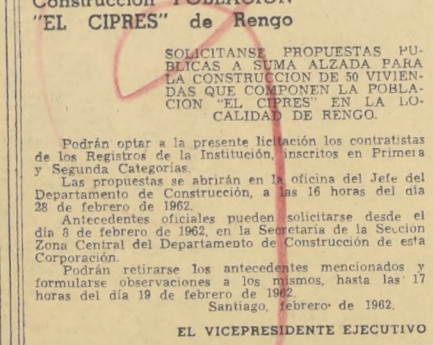 Construcción POBLACION
"EL CIPRES" de Rengo
SOLICITANSE PROPUESTAS PU-
BLICAS A SUMA ALZADA PARA
LA CONSTRUCCION DE 50 VIVIEN-
DAS QUE COMPONEN LA POBLA-
CION "EL CIPRES" EN LA LO-
CALIDAD DE RENGO.
Podrán optar a la presente licitación los contratistas
de los Registros de la Institución, inscritos en Primera
y Segunda Categorías.
Las propuestas se abrirán en la oficina del Jefe del
Departamento de Construcción, a las 16 horas del día
28 de febrero de 1962.
Antecedentes oficiales pueden solicitarse desde el
día 8 de febrero de 1962, en la Secretaría de la Sección
Zona Central del Departamento de Construcción de esta
Corporación.
Podrán retirarse los antecedentes mencionados y
formularse observaciones a los mismos, hasta las 17
horas del día 19 de febrero de 1962.
Santiago, febrero de 1962.
EL VICEPRESIDENTE EJECUTIVO